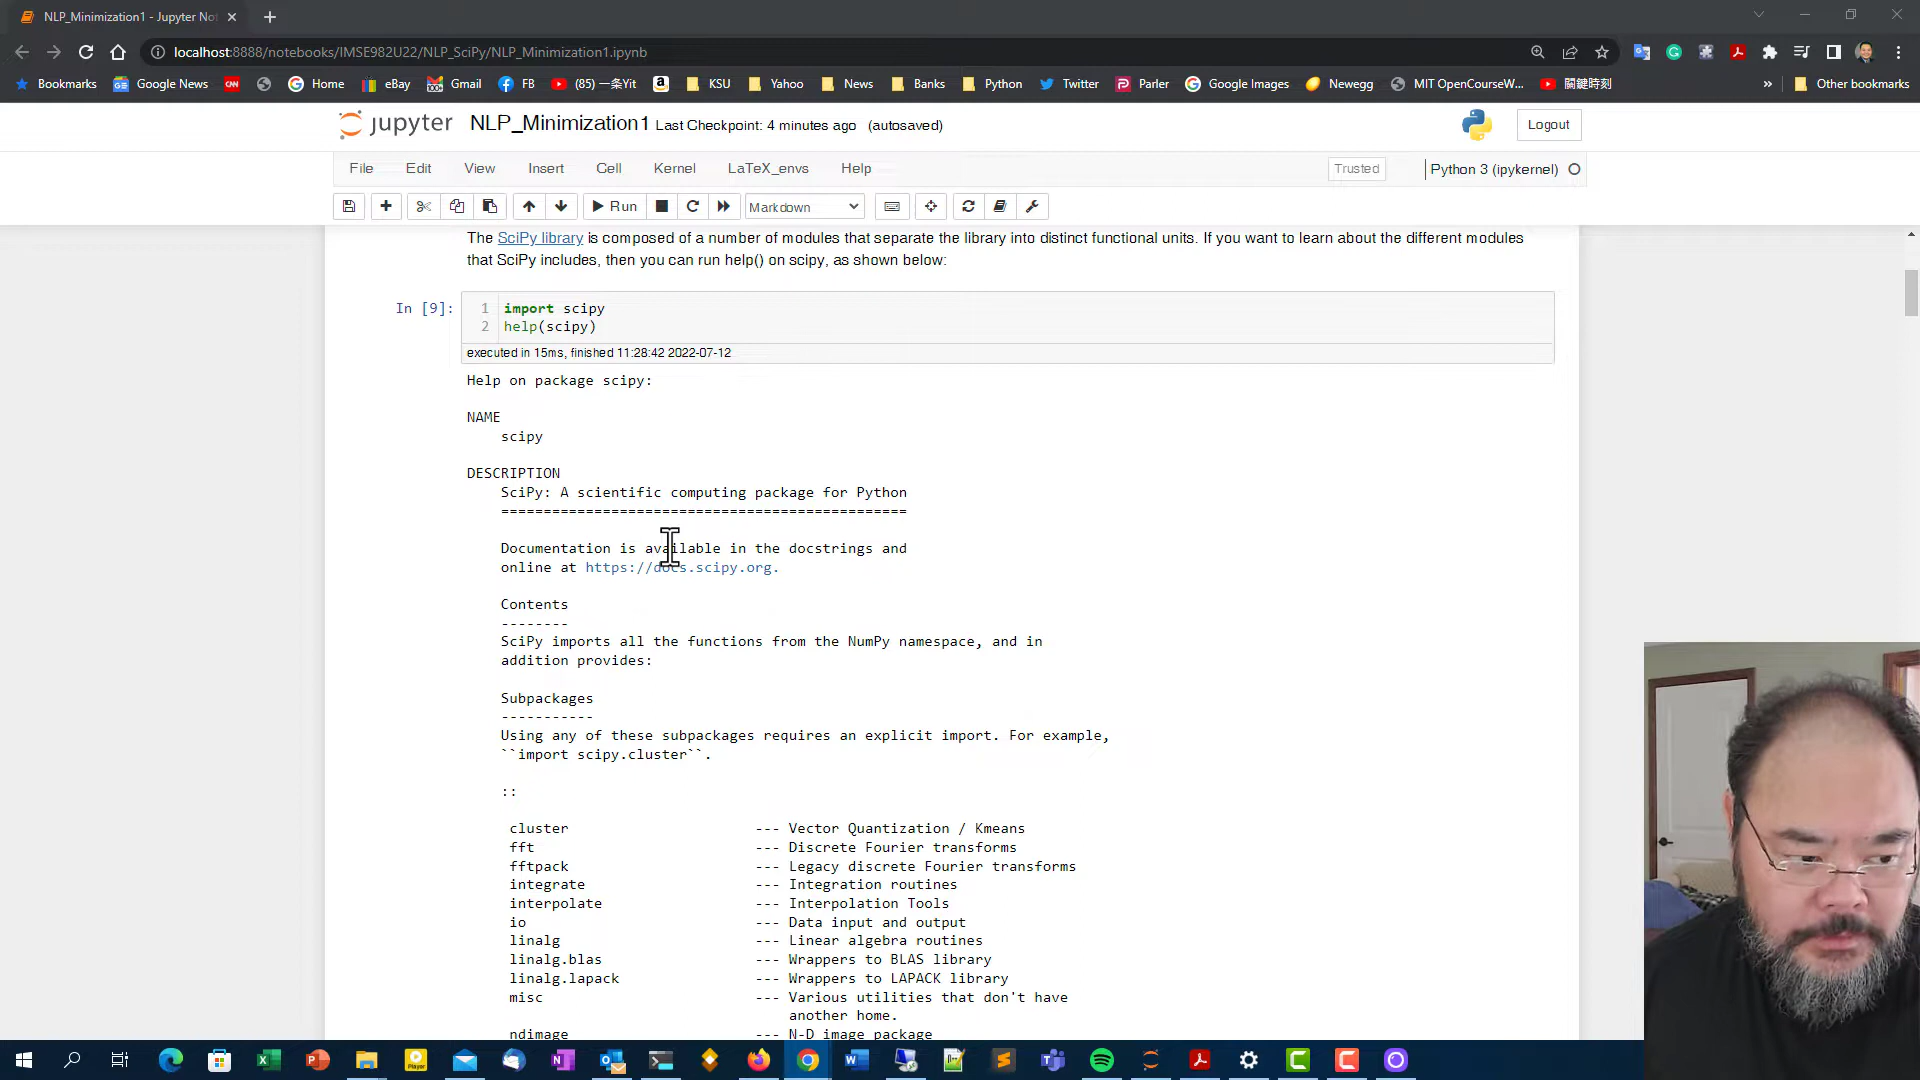 NLP_Minimization1 - Jupyter No
localhost:8888/notebooks/IMSE982U22/NLP_SciPy/NLP_Minimization1.ipynb
Bookmarks Google News CNN Home eBay Gmail FB (85) 一条Yit KSU Yahoo News Banks Python Twitter Parler Google Images Newegg MIT OpenCourseW... 關鍵時刻 » Other bookmarks
jupyter NLP_Minimization1 Last Checkpoint: 4 minutes ago (autosaved) Logout
File Edit View Insert Cell Kernel LaTeX_envs Help Trusted Python 3 (ipykernel)
Run Markdown
The SciPy library is composed of a number of modules that separate the library into distinct functional units. If you want to learn about the different modules
that SciPy includes, then you can run help() on scipy, as shown below:
In [9]: 1 import scipy
2 help(scipy)
executed in 15ms, finished 11:28:42 2022-07-12
Help on package scipy:
NAME
scipy
DESCRIPTION
SciPy: A scientific computing package for Python
================================================
Documentation is available in the docstrings and
online at https://docs.scipy.org.
Contents
--------
SciPy imports all the functions from the NumPy namespace, and in
addition provides:
Subpackages
-----------
Using any of these subpackages requires an explicit import. For example,
``import scipy.cluster``.
::
cluster --- Vector Quantization / Kmeans
fft --- Discrete Fourier transforms
fftpack --- Legacy discrete Fourier transforms
integrate --- Integration routines
interpolate --- Interpolation Tools
io --- Data input and output
linalg --- Linear algebra routines
linalg.blas --- Wrappers to BLAS library
linalg.lapack --- Wrappers to LAPACK library
misc --- Various utilities that don't have
another home.
ndimage --- N-D image package